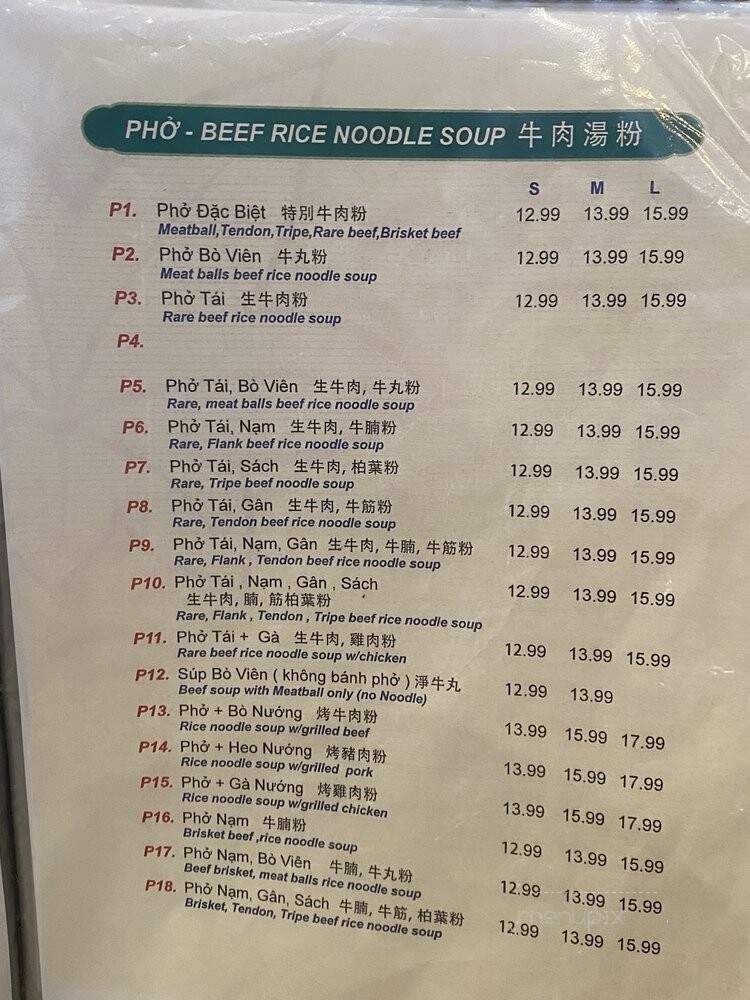 PHỞ - BEEF RICE NOODLE SOUP 牛肉湯粉
S M L
P1. Phở Đặc Biệt 特別牛肉粉 12.99 13.99 15.99
Meatball,Tendon,Tripe,Rare beef,Brisket beef
P2. Phở Bò Viên 牛丸粉 12.99 13.99 15.99
Meat balls beef rice noodle soup
P3. Phở Tái 生牛肉粉 12.99 13.99 15.99
Rare beef rice noodle soup
P4.
P5. Phở Tái, Bò Viên 生牛肉, 牛丸粉 12.99 13.99 15.99
Rare, meat balls beef rice noodle soup
P6. Phở Tái, Nạm 生牛肉, 牛腩粉 12.99 13.99 15.99
Rare, Flank beef rice noodle soup
P7. Phở Tái, Sách 生牛肉, 柏葉粉 12.99 13.99 15.99
Rare, Tripe beef noodle soup
P8. Phở Tái, Gân 生牛肉, 牛筋粉 12.99 13.99 15.99
Rare, Tendon beef rice noodle soup
P9. Phở Tái, Nạm, Gân 生牛肉, 牛腩, 牛筋粉 12.99 13.99 15.99
Rare, Flank , Tendon beef rice noodle soup
P10. Phở Tái , Nạm , Gân , Sách 12.99 13.99 15.99
生牛肉, 腩, 筋柏葉粉
Rare, Flank , Tendon , Tripe beef rice noodle soup
P11. Phở Tái + Gà 生牛肉, 雞肉粉 12.99 13.99 15.99
Rare beef rice noodle soup w/chicken
P12. Súp Bò Viên ( không bánh phở ) 淨牛丸 12.99 13.99
Beef soup with Meatball only (no Noodle)
P13. Phở + Bò Nướng 烤牛肉粉 13.99 15.99 17.99
Rice noodle soup w/grilled beef
P14. Phở + Heo Nướng 烤豬肉粉 13.99 15.99 17.99
Rice noodle soup w/grilled pork
P15. Phở + Gà Nướng 烤雞肉粉 13.99 15.99 17.99
Rice noodle soup w/grilled chicken
P16. Phở Nạm 牛腩粉 12.99 13.99 15.99
Brisket beef ,rice noodle soup
P17. Phở Nạm, Bò Viên 牛腩, 牛丸粉 12.99 13.99 15.99
Beef brisket, meat balls rice noodle soup
P18. Phở Nạm, Gân, Sách 牛腩, 牛筋, 柏葉粉 12.99 13.99 15.99
Brisket, Tendon, Tripe beef rice noodle soup